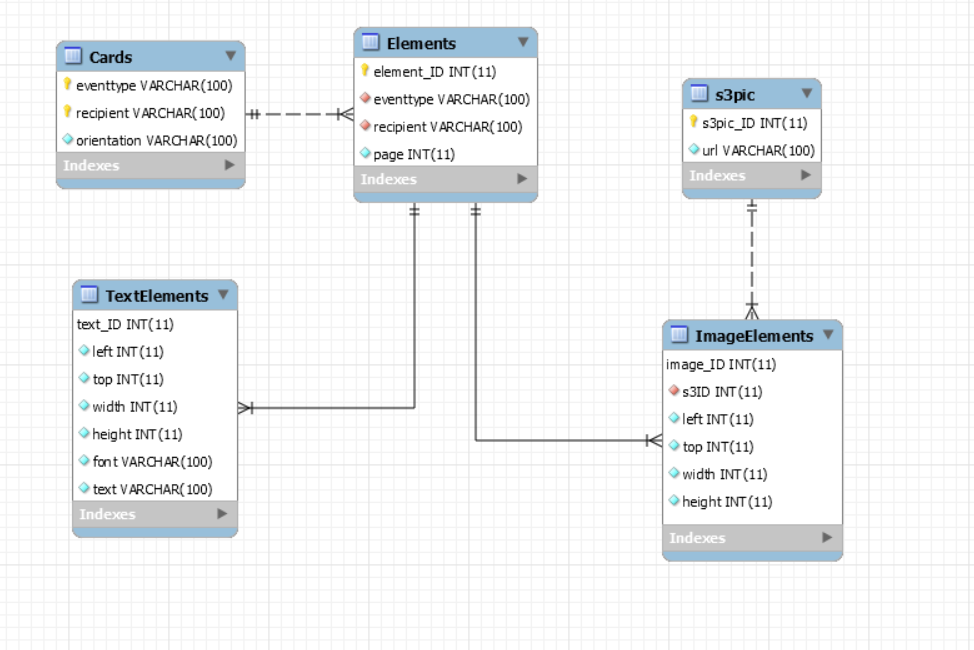 Cards
eventtype VARCHAR(100)
recipient VARCHAR(100)
orientation VARCHAR(100)
Indexes
Elements
element_ID INT(11)
eventtype VARCHAR(100)
recipient VARCHAR(100)
page INT(11)
Indexes
s3pic
s3pic_ID INT(11)
url VARCHAR(100)
Indexes
TextElements
text_ID INT(11)
left INT(11)
top INT(11)
width INT(11)
height INT(11)
font VARCHAR(100)
text VARCHAR(100)
Indexes
ImageElements
image_ID INT(11)
s3ID INT(11)
left INT(11)
top INT(11)
width INT(11)
height INT(11)
Indexes